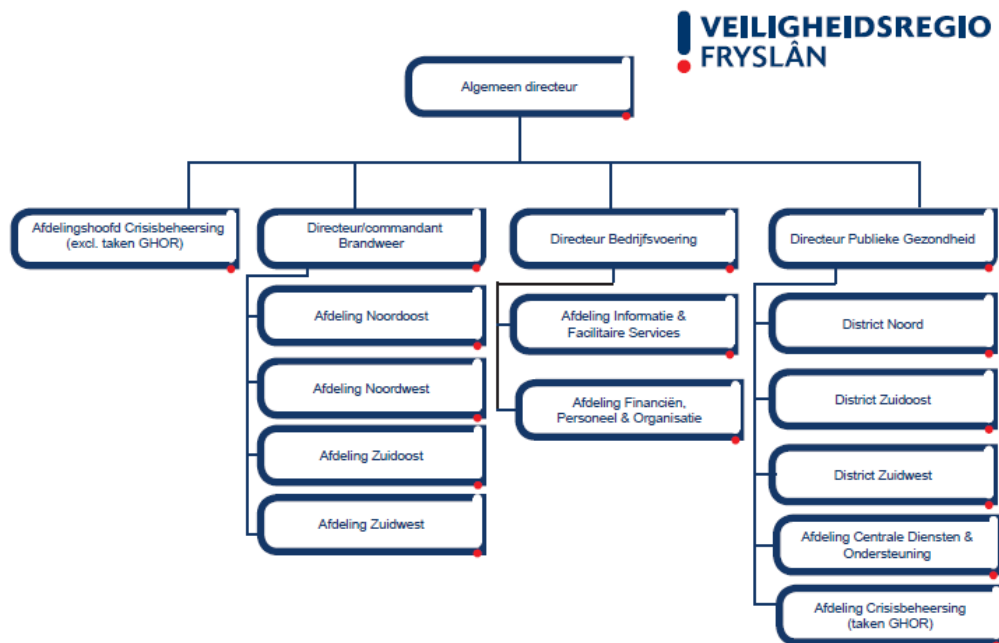 VEILIGHEIDSREGIO
FRYSLÂN
Algemeen directeur
Afdelingshoofd Crisisbeheersing
(excl. taken GHOR)
Directeur/commandant
Brandweer
Directeur Bedrijfsvoering
Directeur Publieke Gezondheid
Afdeling Noordoost
Afdeling Noordwest
Afdeling Zuidoost
Afdeling Zuidwest
Afdeling Informatie &
Facilitaire Services
Afdeling Financiën,
Personeel & Organisatie
District Noord
District Zuidoost
District Zuidwest
Afdeling Centrale Diensten &
Ondersteuning
Afdeling Crisisbeheersing
(taken GHOR)